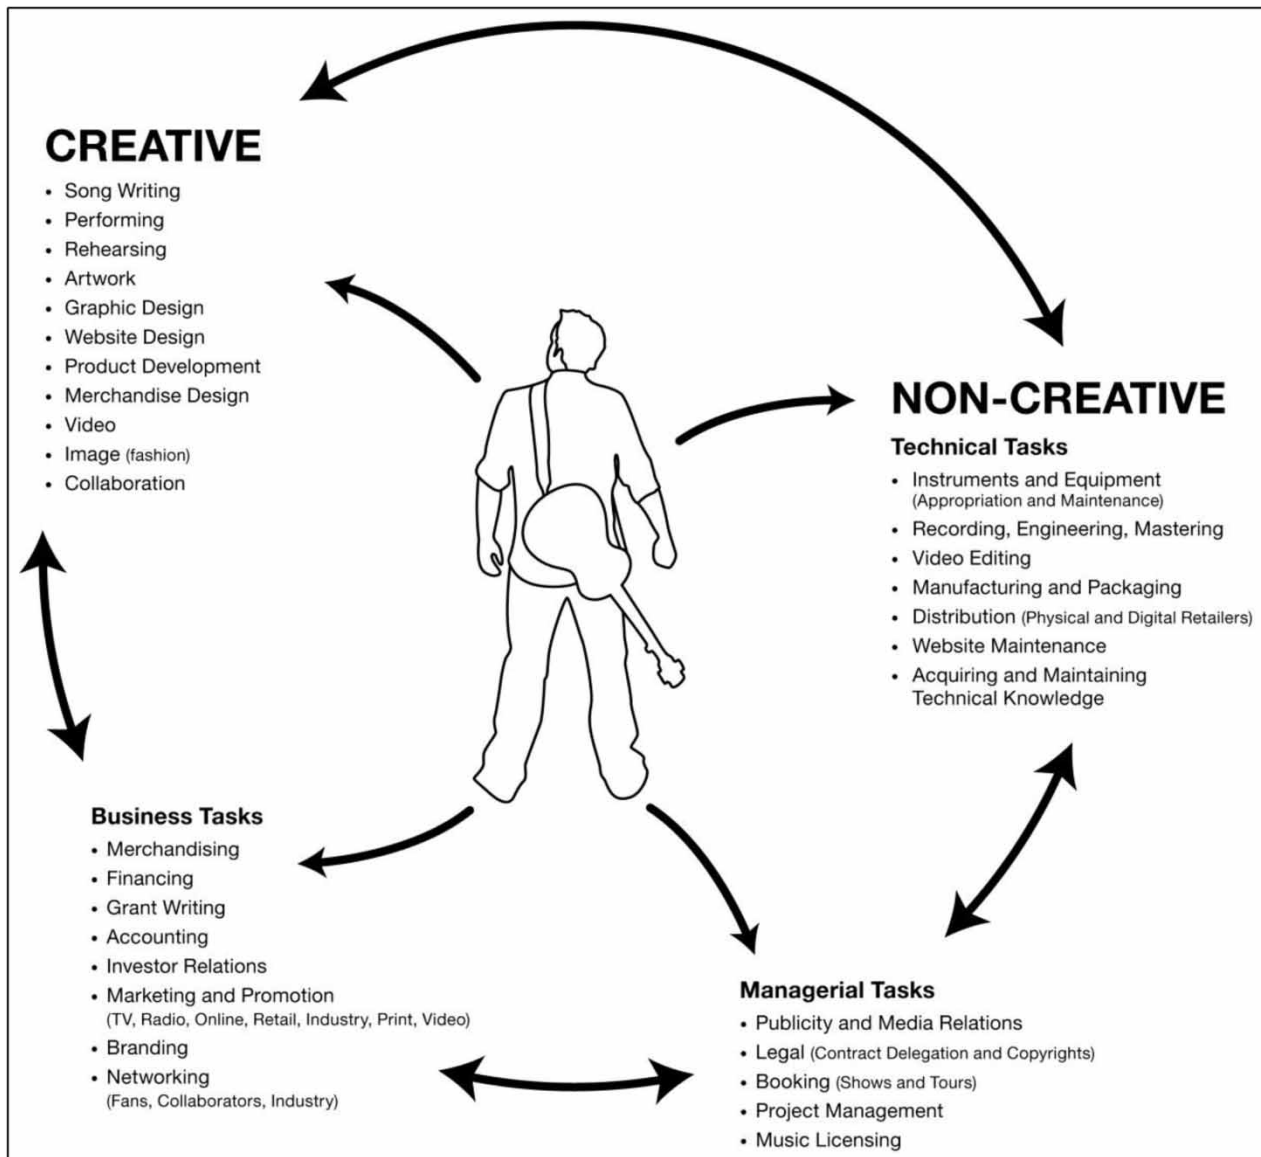 CREATIVE
• Song Writing
• Performing
• Rehearsing
• Artwork
• Graphic Design
• Website Design
• Product Development
• Merchandise Design
• Video
• Image (fashion)
• Collaboration
NON-CREATIVE
Technical Tasks
• Instruments and Equipment
(Appropriation and Maintenance)
• Recording, Engineering, Mastering
• Video Editing
• Manufacturing and Packaging
• Distribution (Physical and Digital Retailers)
• Website Maintenance
• Acquiring and Maintaining
Technical Knowledge
Business Tasks
• Merchandising
• Financing
• Grant Writing
• Accounting
• Investor Relations
• Marketing and Promotion
(TV, Radio, Online, Retail, Industry, Print, Video)
• Branding
• Networking
(Fans, Collaborators, Industry)
Managerial Tasks
• Publicity and Media Relations
• Legal (Contract Delegation and Copyrights)
• Booking (Shows and Tours)
• Project Management
• Music Licensing